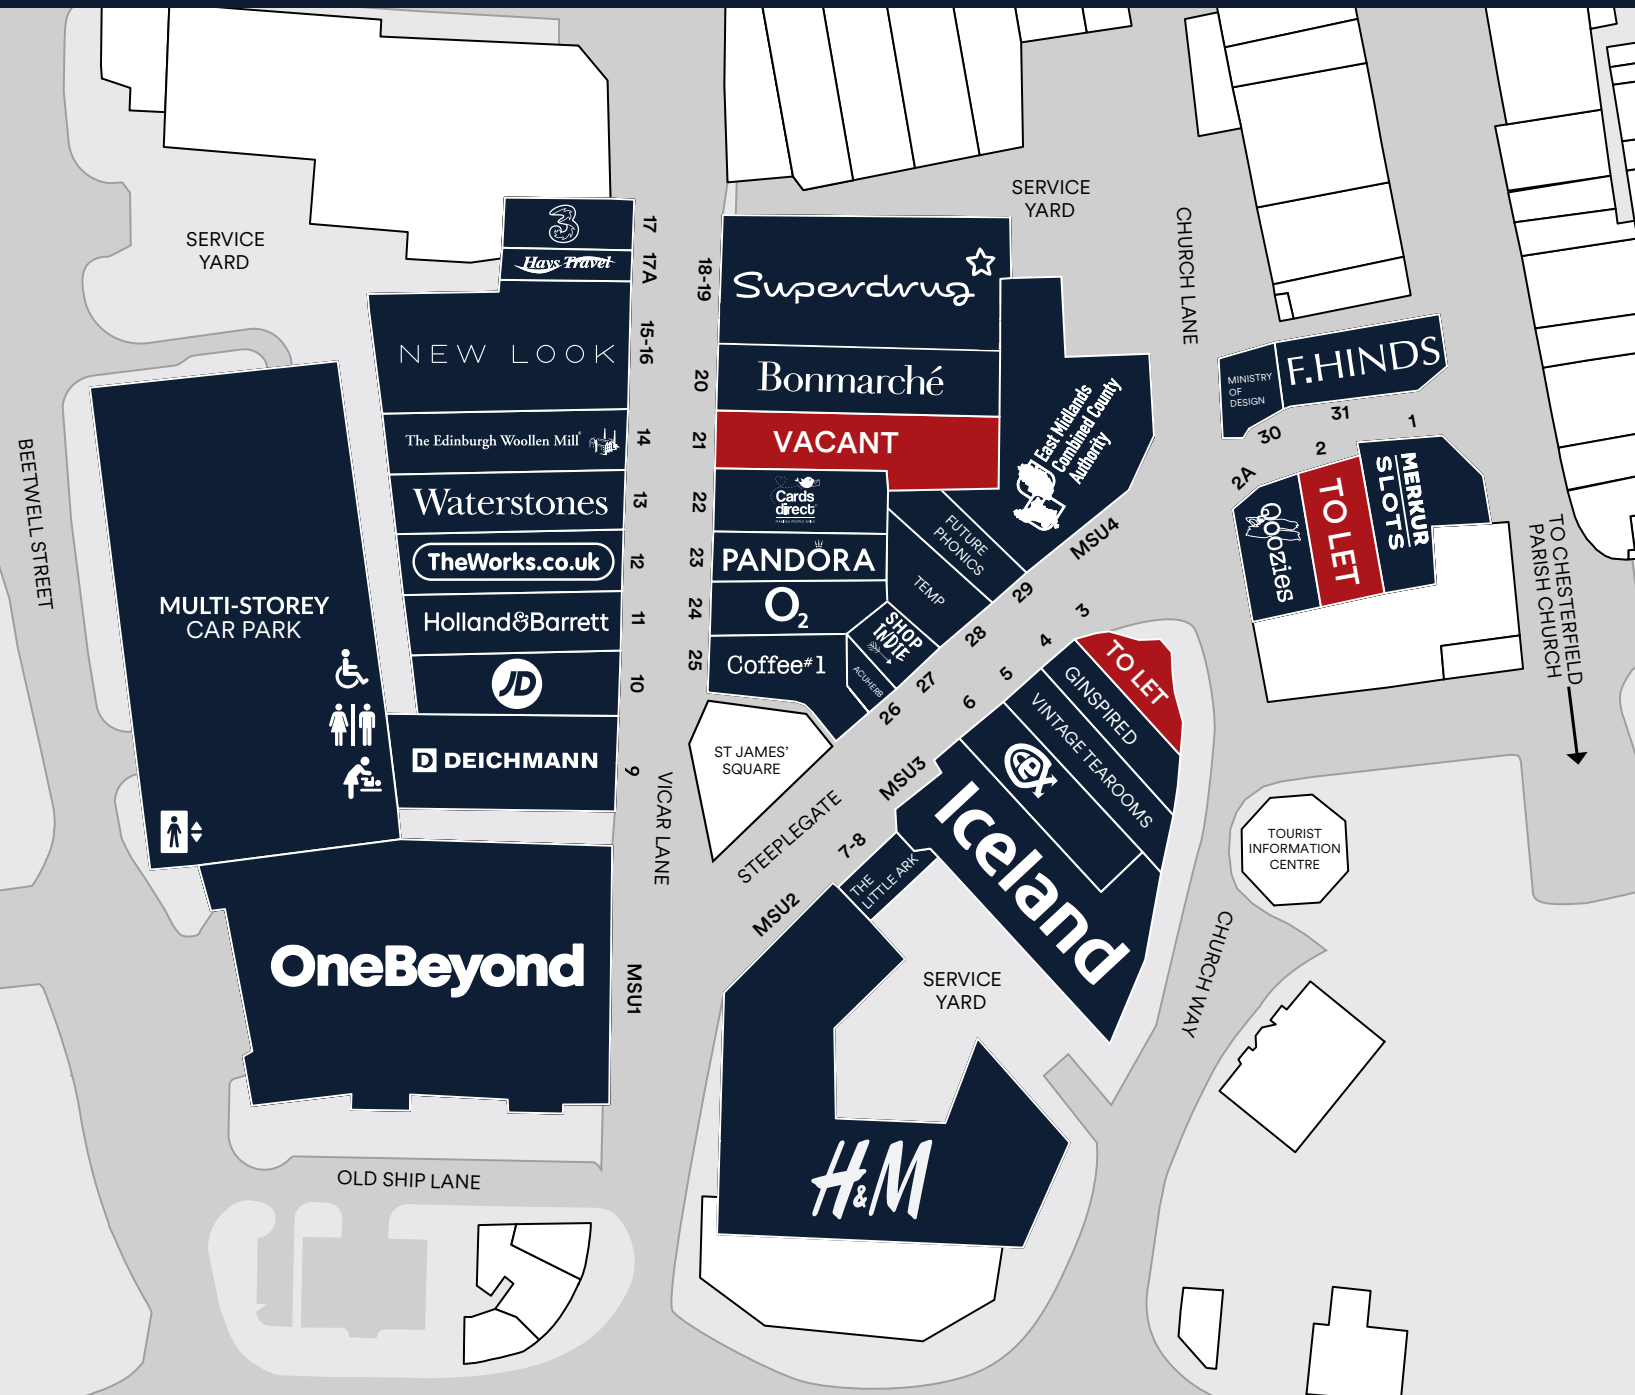 SERVICE
YARD
BEETWELL STREET
MULTI-STOREY
CAR PARK
3
17
Hays Travel
17A
NEW LOOK
15-16
The Edinburgh Woollen Mill
14
Waterstones
13
TheWorks.co.uk
12
Holland&Barrett
11
JD
10
D DEICHMANN
9
OneBeyond
MSU1
OLD SHIP LANE
VICAR LANE
SERVICE
YARD
18-19
Superdrug
20
Bonmarché
21
VACANT
22
Cards
direct
23
PANDORA
24
O2
25
Coffee#1
East Midlands
Combined County
Authority
MSU4
FUTURE
PHONICS
29
TEMP
28
SHOP
INDIE
27
ACUHERB
26
ST JAMES'
SQUARE
STEEPLEGATE
3
TO LET
4
GINSPIRED
5
VINTAGE TEAROOMS
6
CeX
MSU3
Iceland
7-8
THE
LITTLE ARK
MSU2
SERVICE
YARD
H&M
CHURCH LANE
MINISTRY
OF
DESIGN
30
F.HINDS
31
1
MERKUR
SLOTS
2
TO LET
2A
Qoozies
TO CHESTERFIELD
PARISH CHURCH
TOURIST
INFORMATION
CENTRE
CHURCH WAY